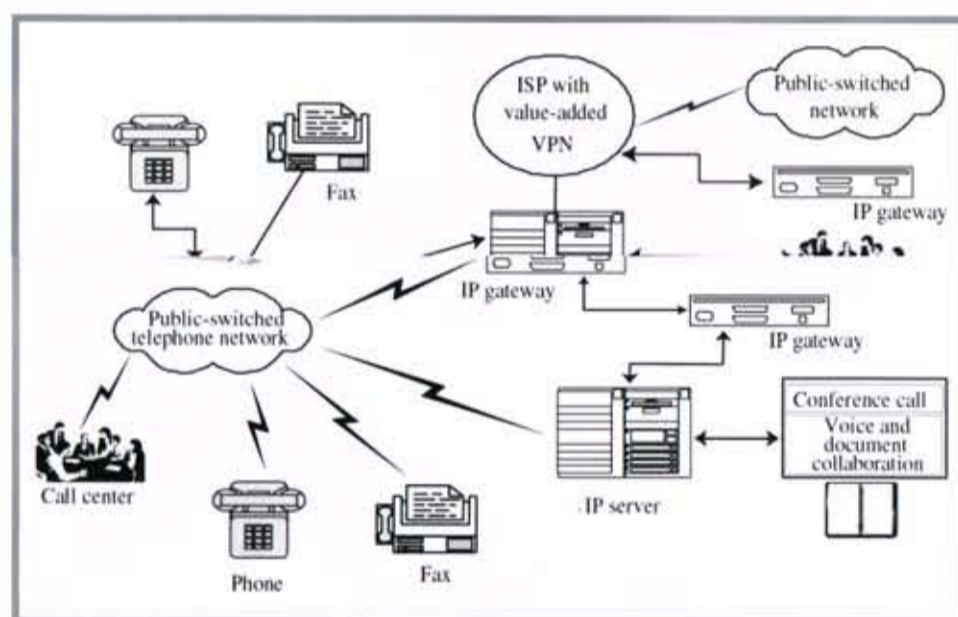 ISP with
value-added
VPN
Public-switched
network
Fax
IP gateway
IP gateway
Public-switched
telephone network
IP gateway
Conference call
Voice and
document
collaboration
Call center
IP server
Phone
Fax